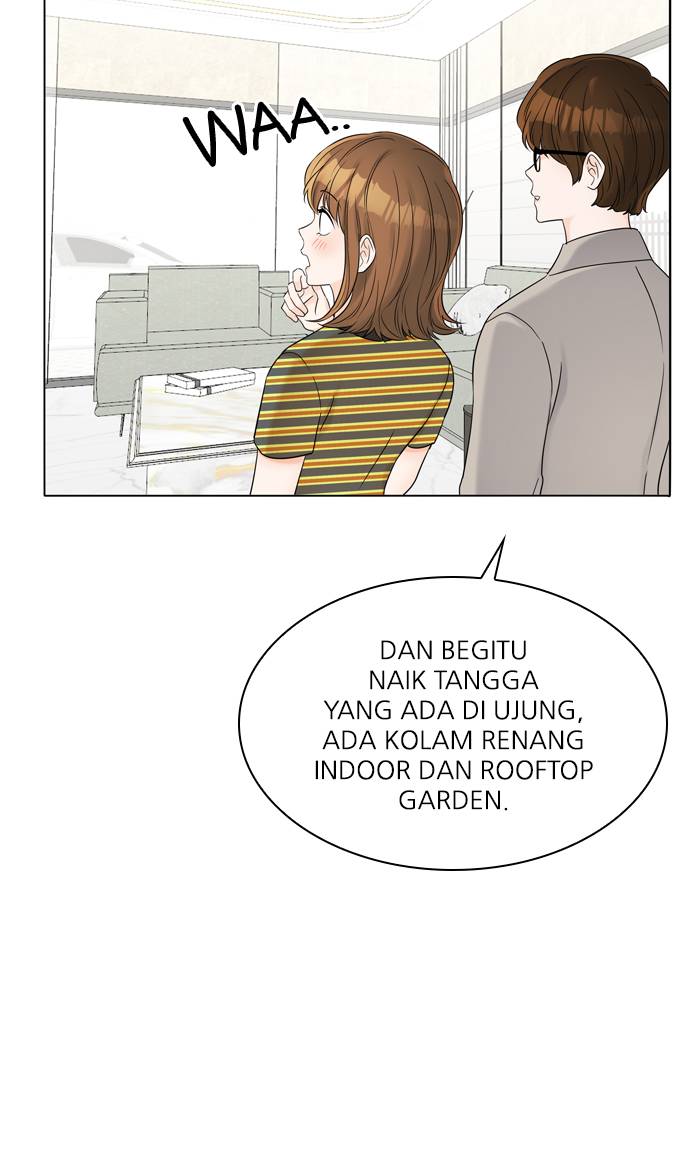 WAA..
DAN BEGITU
NAIK TANGGA
YANG ADA DI UJUNG,
ADA KOLAM RENANG
INDOOR DAN ROOFTOP
GARDEN.